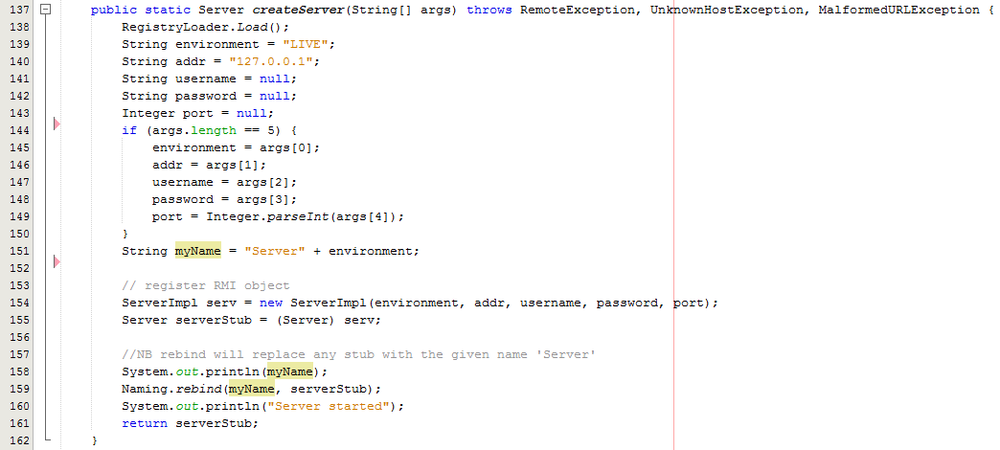 137 public static Server createServer(String[] args) throws RemoteException, UnknownHostException, MalformedURLException {
138 RegistryLoader.Load();
139 String environment = "LIVE";
140 String addr = "127.0.0.1";
141 String username = null;
142 String password = null;
143 Integer port = null;
144 if (args.length == 5) {
145 environment = args[0];
146 addr = args[1];
147 username = args[2];
148 password = args[3];
149 port = Integer.parseInt(args[4]);
150 }
151 String myName = "Server" + environment;
152
153 // register RMI object
154 ServerImpl serv = new ServerImpl(environment, addr, username, password, port);
155 Server serverStub = (Server) serv;
156
157 //NB rebind will replace any stub with the given name 'Server'
158 System.out.println(myName);
159 Naming.rebind(myName, serverStub);
160 System.out.println("Server started");
161 return serverStub;
162 }